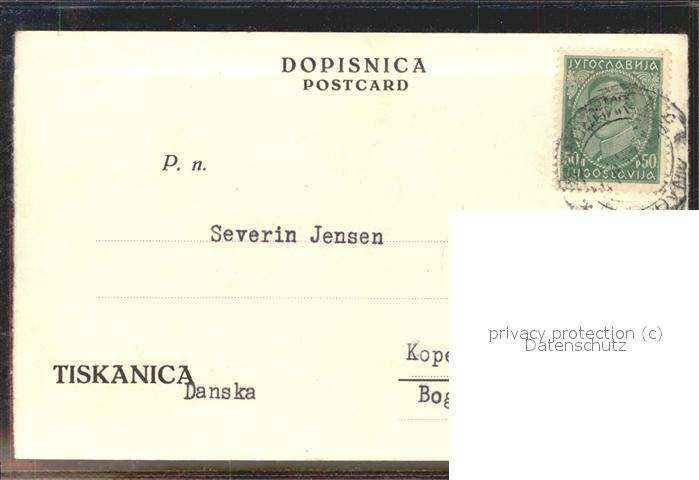 DOPISNICA
POSTCARD
ЈУГОСЛАВИЈА
50 п p 50
JUGOSLAVIJA
P. n.
Severin Jensen
privacy protection (c)
Datenschutz
Kope
TISKANICA
Danska
Bog